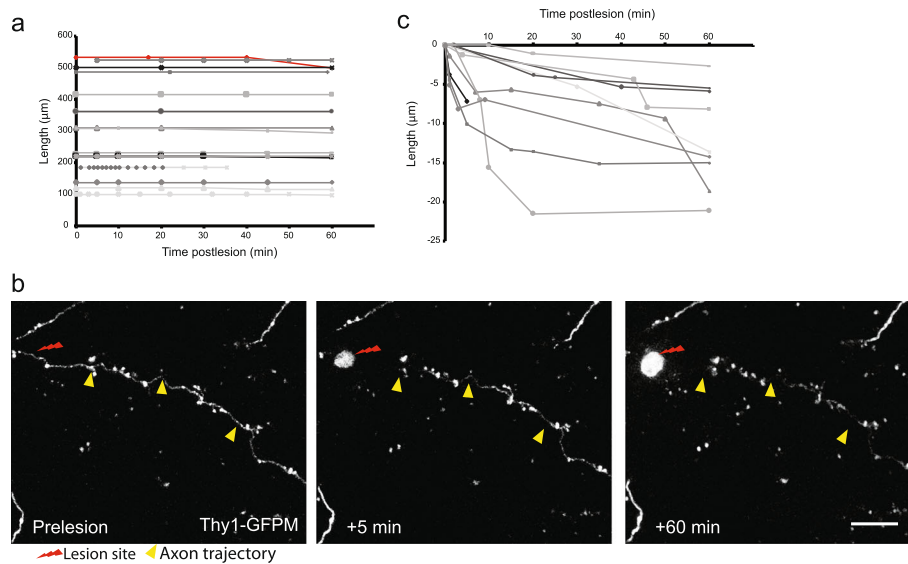 a
600
500
400
300
200
100
0
Length (µm)
0
10
20
30
40
50
60
Time postlesion (min)
c
Time postlesion (min)
0
10
20
30
40
50
60
0
-5
-10
-15
-20
-25
Length (µm)
b
Prelesion
Thy1-GFPM
+5 min
+60 min
Lesion site
Axon trajectory